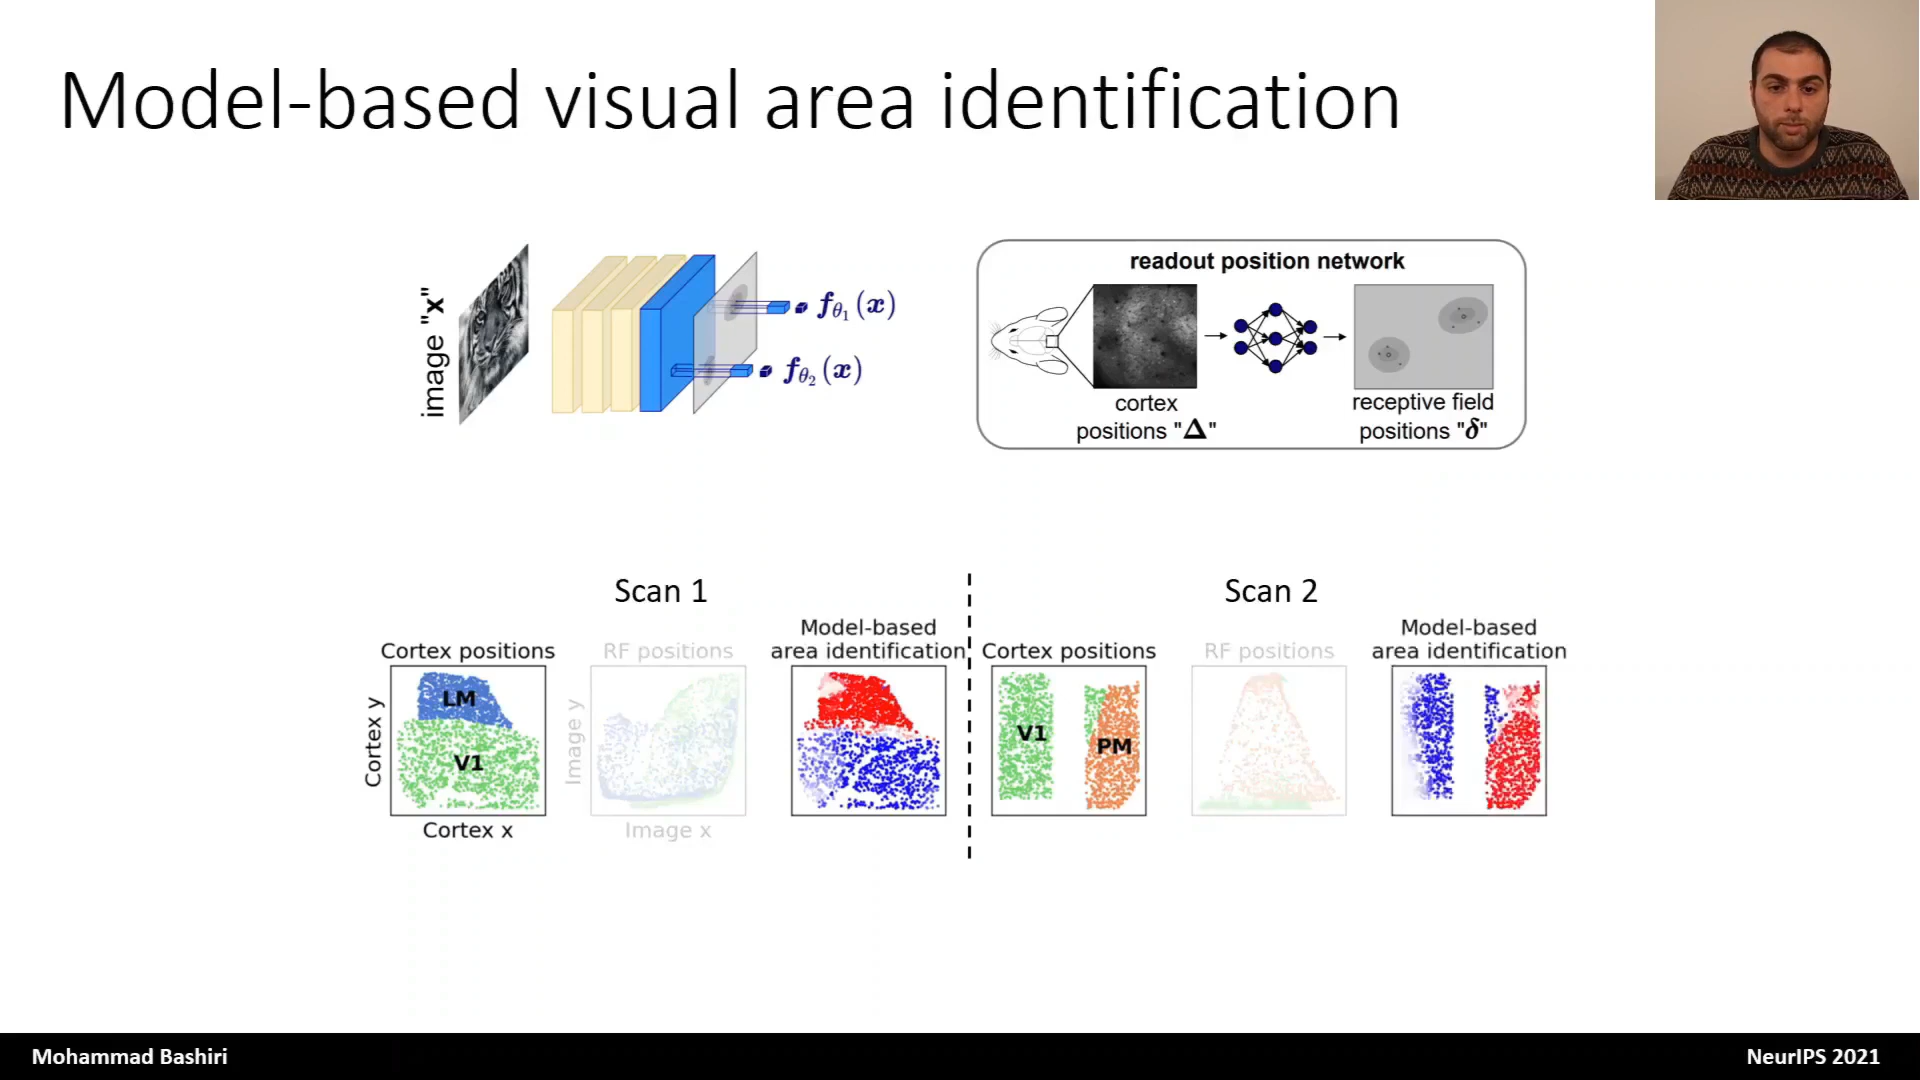 Model-based visual area identification
image "x"
fθ1(x)
fθ2(x)
readout position network
cortex
positions "Δ"
receptive field
positions "δ"
Scan 1
Scan 2
Cortex positions
RF positions
Model-based
area identification
Cortex positions
RF positions
Model-based
area identification
Cortex y
LM
V1
Cortex x
Image y
Image x
V1
PM
Mohammad Bashiri
NeurIPS 2021